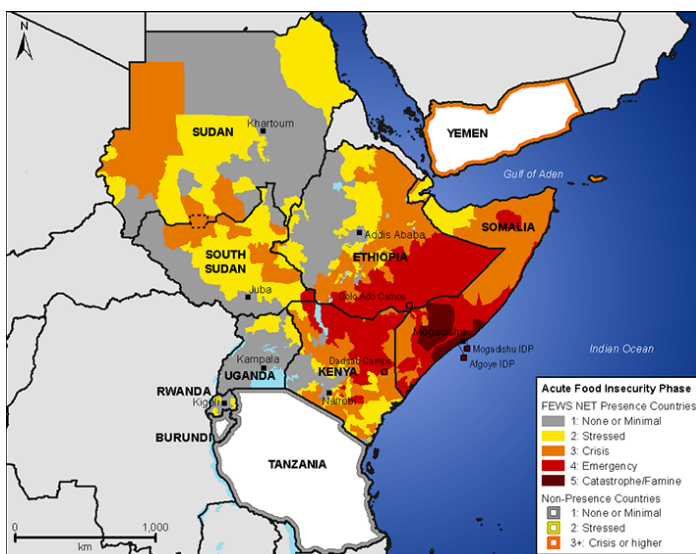 N
Khartoum
SUDAN
YEMEN
Gulf of Aden
Addis Ababa
SOMALIA
ETHIOPIA
SOUTH
SUDAN
Juba
Dolo Ado Camps
Mogadishu
Mogadishu IDP
Afgoye IDP
Indian Ocean
Dadaab Camps
Kampala
UGANDA
KENYA
Nairobi
RWANDA
Kigali
BURUNDI
TANZANIA
0 1,000
km
Acute Food Insecurity Phase
FEWS NET Presence Countries
1: None or Minimal
2: Stressed
3: Crisis
4: Emergency
5: Catastrophe/Famine
Non-Presence Countries
1: None or Minimal
2: Stressed
3+: Crisis or higher